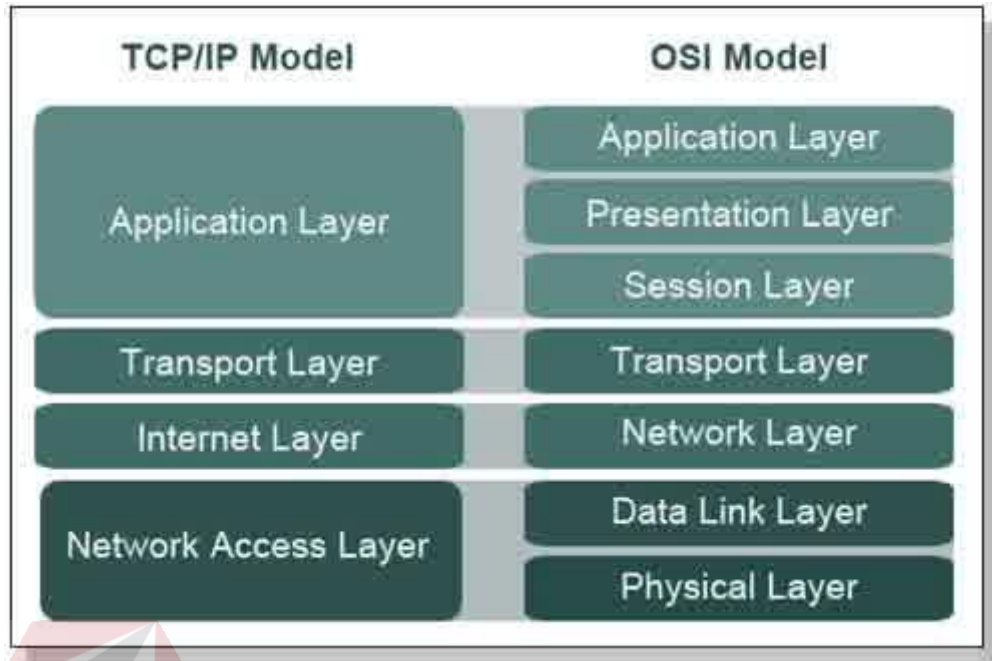 TCP/IP Model
OSI Model
Application Layer
Transport Layer
Internet Layer
Network Access Layer
Application Layer
Presentation Layer
Session Layer
Transport Layer
Network Layer
Data Link Layer
Physical Layer